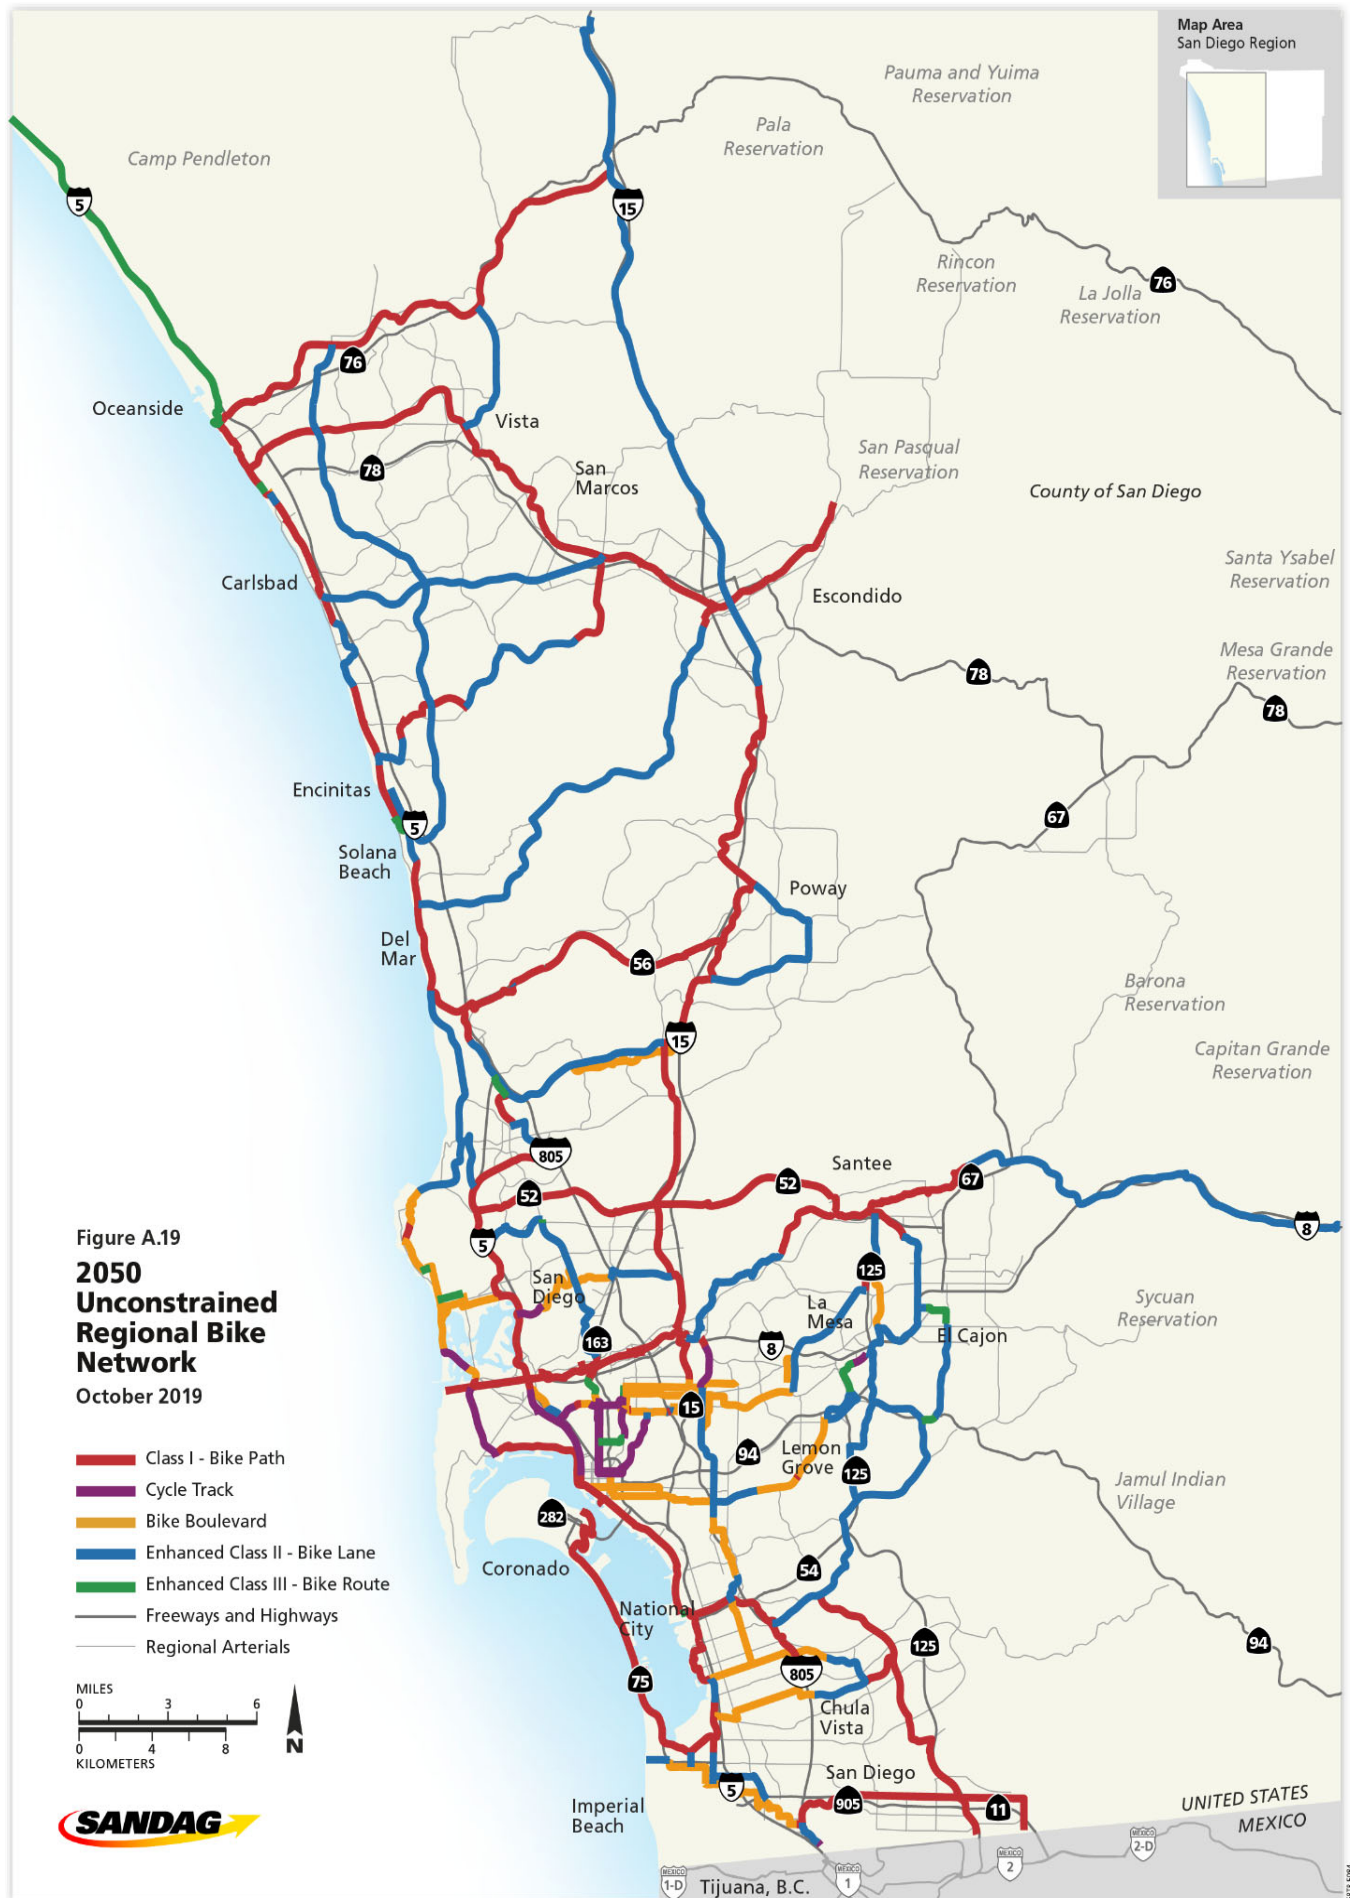 Map Area
San Diego Region
Pauma and Yuima
Reservation
Pala
Reservation
Camp Pendleton
5
15
Rincon
Reservation
La Jolla
Reservation
76
76
Oceanside
Vista
78
San
Marcos
San Pasqual
Reservation
County of San Diego
Santa Ysabel
Reservation
Carlsbad
Escondido
Mesa Grande
Reservation
78
78
Encinitas
5
67
Solana
Beach
Poway
Del
Mar
56
Barona
Reservation
15
Capitan Grande
Reservation
805
Santee
52
67
52
5
8
Figure A.19
2050
Unconstrained
Regional Bike
Network
October 2019
San
Diego
125
La
Mesa
Sycuan
Reservation
163
8
El Cajon
15
94
Lemon
Grove
125
Jamul Indian
Village
Class I - Bike Path
Cycle Track
Bike Boulevard
Enhanced Class II - Bike Lane
Enhanced Class III - Bike Route
Freeways and Highways
Regional Arterials
282
Coronado
54
National
City
125
94
75
805
Chula
Vista
MILES
0 3 6
0 4 8
KILOMETERS
N
San Diego
5
905
11
Imperial
Beach
SANDAG
UNITED STATES
MEXICO
MEXICO
1-D
Tijuana, B.C.
MEXICO
1
MEXICO
2
MEXICO
2-D